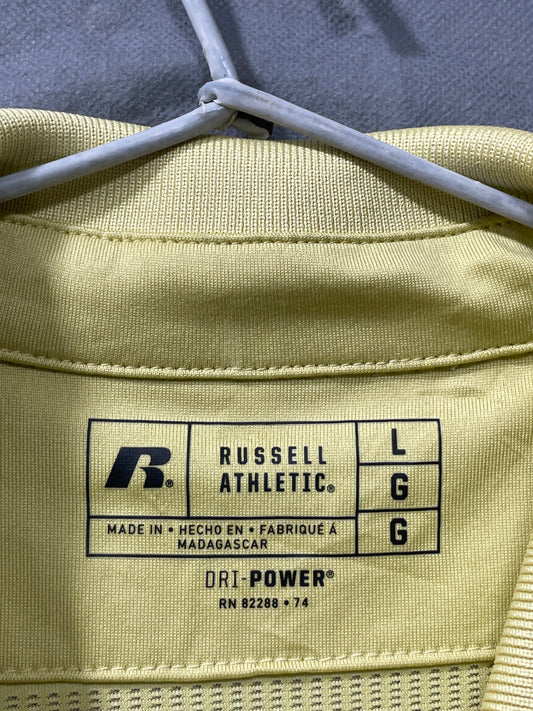 R®
RUSSELL
ATHLETIC®
L
G
G
MADE IN • HECHO EN • FABRIQUÉ À
MADAGASCAR
DRI-POWER®
RN 82288 • 74